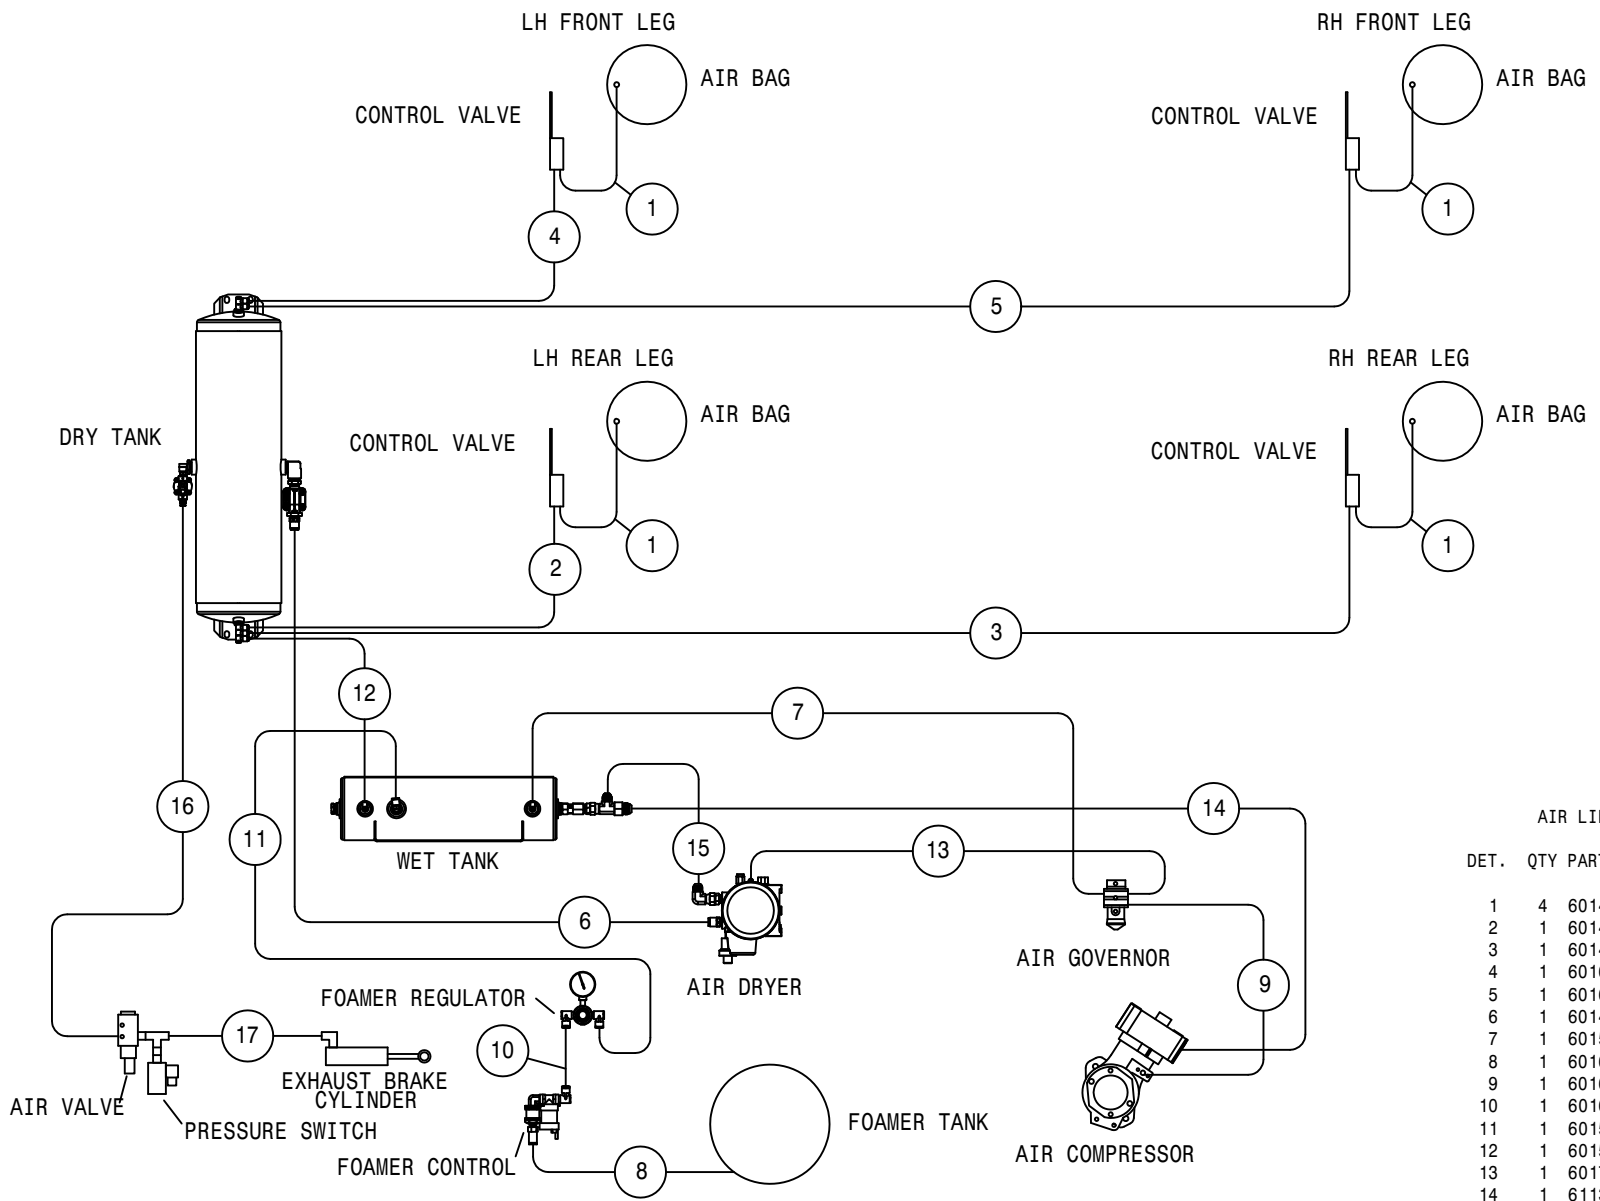 LH FRONT LEG
RH FRONT LEG
AIR BAG
AIR BAG
CONTROL VALVE
CONTROL VALVE
1
1
4
5
LH REAR LEG
RH REAR LEG
AIR BAG
AIR BAG
DRY TANK
CONTROL VALVE
CONTROL VALVE
1
1
2
3
12
7
16
11
14
WET TANK
15
13
6
AIR DRYER
AIR GOVERNOR
9
FOAMER REGULATOR
17
10
EXHAUST BRAKE
CYLINDER
AIR VALVE
PRESSURE SWITCH
FOAMER CONTROL
8
FOAMER TANK
AIR COMPRESSOR
AIR
DET. QTY
1 4
2 1
3 1
4 1
5 1
6 1
7 1
8 1
9 1
10 1
11 1
12 1
13 1
14 1